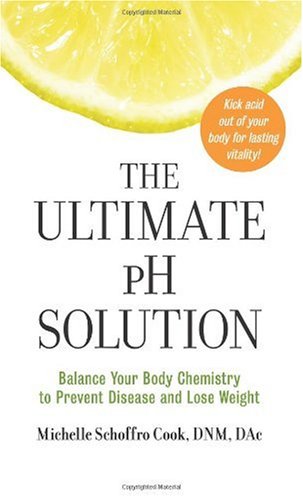 Kick acid
out of your
body for lasting
vitality!
THE
ULTIMATE
pH
SOLUTION
Balance Your Body Chemistry
to Prevent Disease and Lose Weight
Michelle Schoffro Cook, DNM, DAc